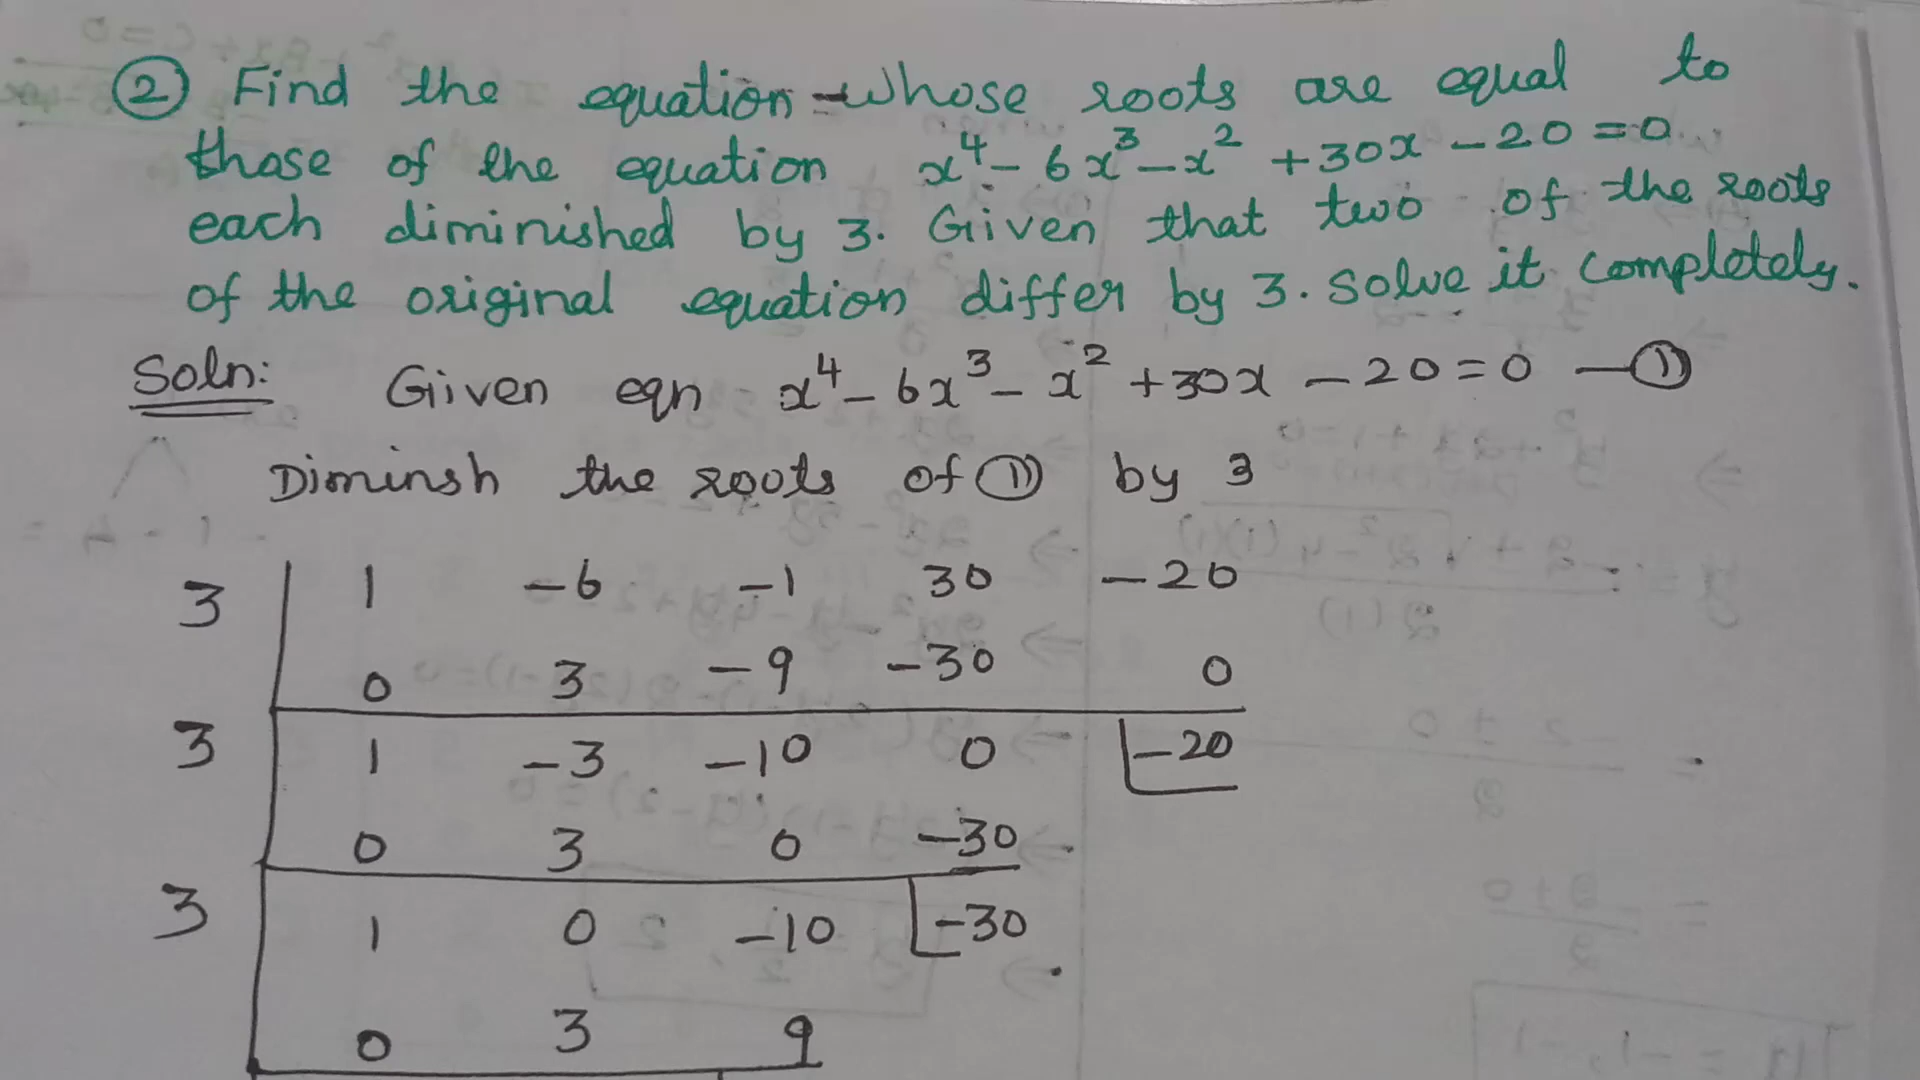 ② Find the equation whose roots are equal to
those of the equation x⁴ - 6x³ - x² + 30x - 20 = 0
each diminished by 3. Given that two of the roots
of the original equation differ by 3. solve it completely.
Soln: Given eqn x⁴ - 6x³ - x² + 30x - 20 = 0 — ①
Diminsh the roots of ① by 3
3 | 1 -6 -1 30 -20
0 3 -9 -30 0
3 | 1 -3 -10 0 |-20
0 3 0 -30
3 | 1 0 -10 |-30
0 3 9